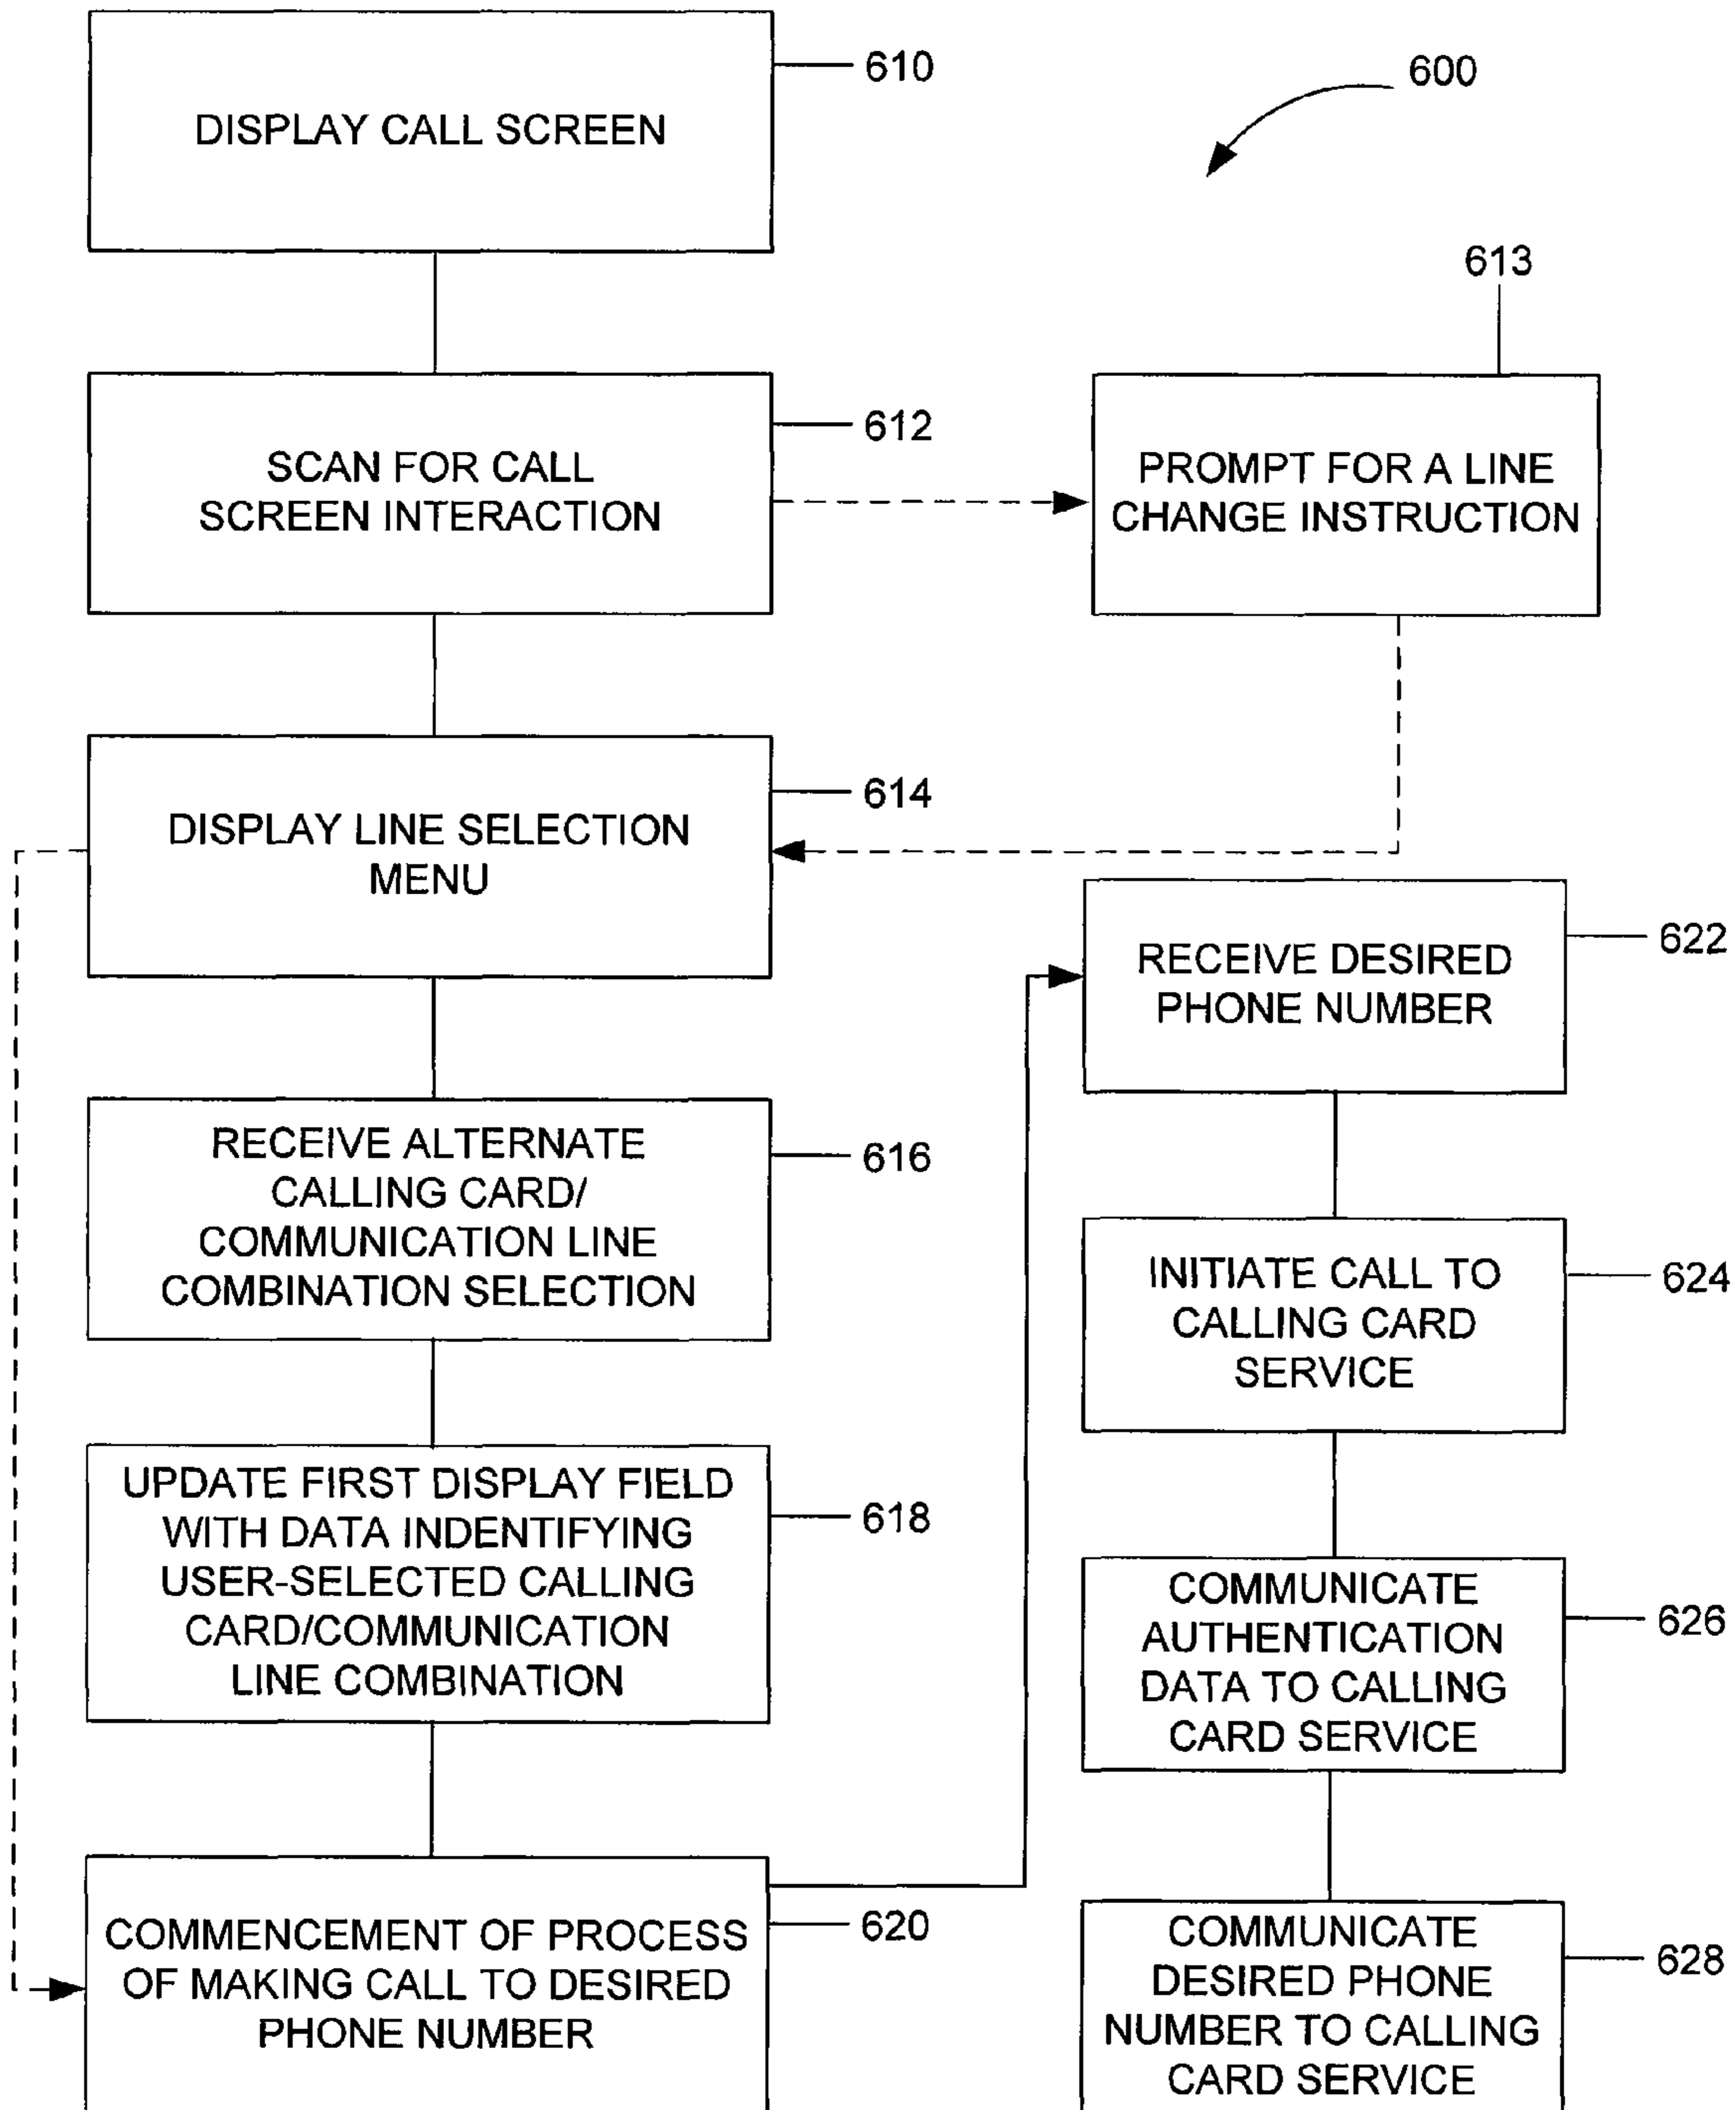 DISPLAY CALL SCREEN
610
600
SCAN FOR CALL
SCREEN INTERACTION
612
613
PROMPT FOR A LINE
CHANGE INSTRUCTION
DISPLAY LINE SELECTION
MENU
614
RECEIVE ALTERNATE
CALLING CARD/
COMMUNICATION LINE
COMBINATION SELECTION
616
UPDATE FIRST DISPLAY FIELD
WITH DATA INDENTIFYING
USER-SELECTED CALLING
CARD/COMMUNICATION
LINE COMBINATION
618
COMMENCEMENT OF PROCESS
OF MAKING CALL TO DESIRED
PHONE NUMBER
620
RECEIVE DESIRED
PHONE NUMBER
622
INITIATE CALL TO
CALLING CARD
SERVICE
624
COMMUNICATE
AUTHENTICATION
DATA TO CALLING
CARD SERVICE
626
COMMUNICATE
DESIRED PHONE
NUMBER TO CALLING
CARD SERVICE
628